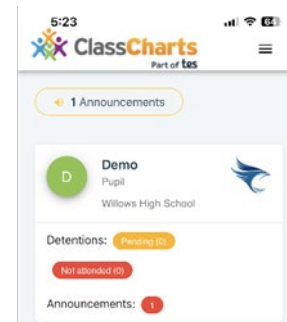 5:23
64
ClassCharts
Part of tes
1 Announcements
D
Demo
Pupil
Willows High School
Detentions: Pending (0)
Not attended (0)
Announcements: 1